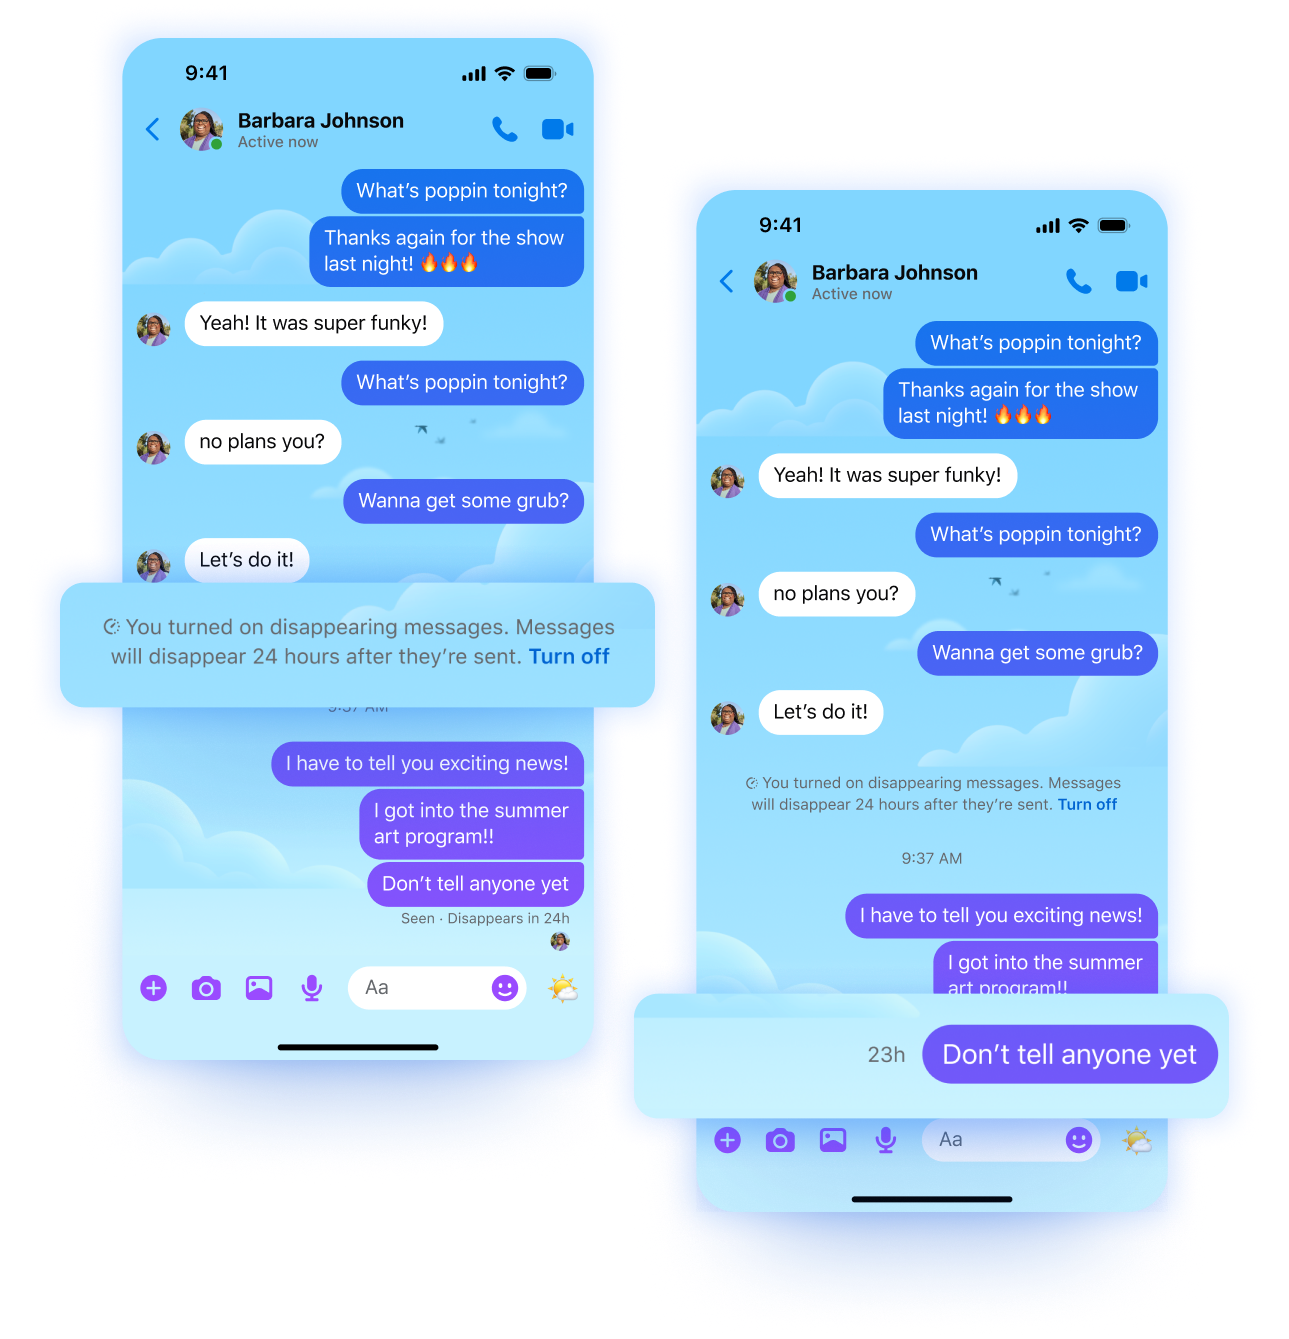 9:41
Barbara Johnson
Active now
What's poppin tonight?
Thanks again for the show
last night! 🔥🔥🔥
Yeah! It was super funky!
What's poppin tonight?
no plans you?
Wanna get some grub?
Let's do it!
You turned on disappearing messages. Messages
will disappear 24 hours after they're sent. Turn off
9:37 AM
I have to tell you exciting news!
I got into the summer
art program!!
Don't tell anyone yet
Seen · Disappears in 24h
Aa
9:41
Barbara Johnson
Active now
What's poppin tonight?
Thanks again for the show
last night! 🔥🔥🔥
Yeah! It was super funky!
What's poppin tonight?
no plans you?
Wanna get some grub?
Let's do it!
You turned on disappearing messages. Messages
will disappear 24 hours after they're sent. Turn off
9:37 AM
I have to tell you exciting news!
I got into the summer
art program!!
23h
Don't tell anyone yet
Aa